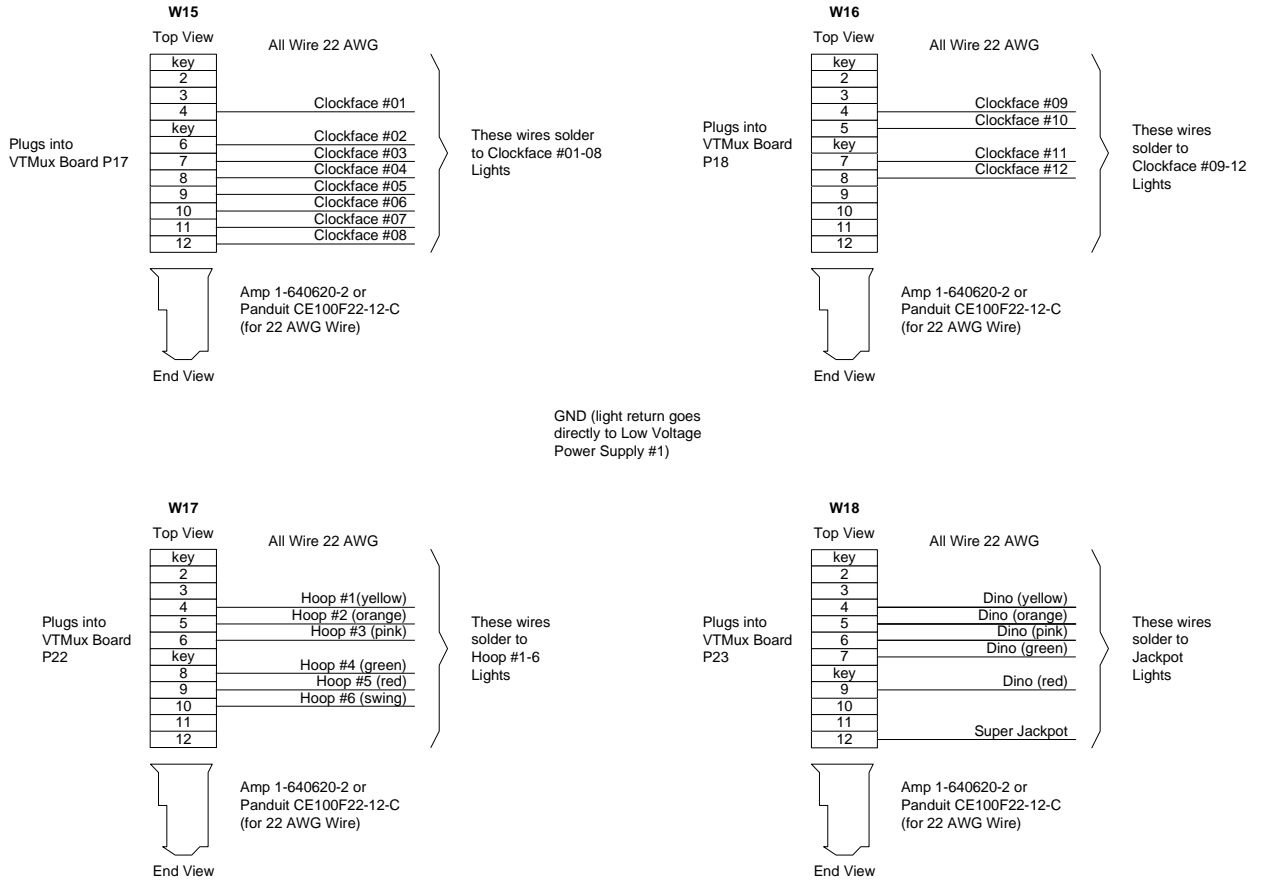 W15
Top View
All Wire 22 AWG
key
2
3
4
key
6
7
8
9
10
11
12
Clockface #01
Clockface #02
Clockface #03
Clockface #04
Clockface #05
Clockface #06
Clockface #07
Clockface #08
Plugs into
VTMux Board P17
These wires solder
to Clockface #01-08
Lights
Amp 1-640620-2 or
Panduit CE100F22-12-C
(for 22 AWG Wire)
End View
W16
Top View
All Wire 22 AWG
key
2
3
4
5
key
7
8
9
10
11
12
Clockface #09
Clockface #10
Clockface #11
Clockface #12
Plugs into
VTMux Board
P18
These wires
solder to
Clockface #09-12
Lights
Amp 1-640620-2 or
Panduit CE100F22-12-C
(for 22 AWG Wire)
End View
GND (light return goes
directly to Low Voltage
Power Supply #1)
W17
Top View
All Wire 22 AWG
key
2
3
4
5
6
key
8
9
10
11
12
Hoop #1(yellow)
Hoop #2 (orange)
Hoop #3 (pink)
Hoop #4 (green)
Hoop #5 (red)
Hoop #6 (swing)
Plugs into
VTMux Board
P22
These wires
solder to
Hoop #1-6
Lights
Amp 1-640620-2 or
Panduit CE100F22-12-C
(for 22 AWG Wire)
End View
W18
Top View
All Wire 22 AWG
key
2
3
4
5
6
7
key
9
10
11
12
Dino (yellow)
Dino (orange)
Dino (pink)
Dino (green)
Dino (red)
Super Jackpot
Plugs into
VTMux Board
P23
These wires
solder to
Jackpot
Lights
Amp 1-640620-2 or
Panduit CE100F22-12-C
(for 22 AWG Wire)
End View